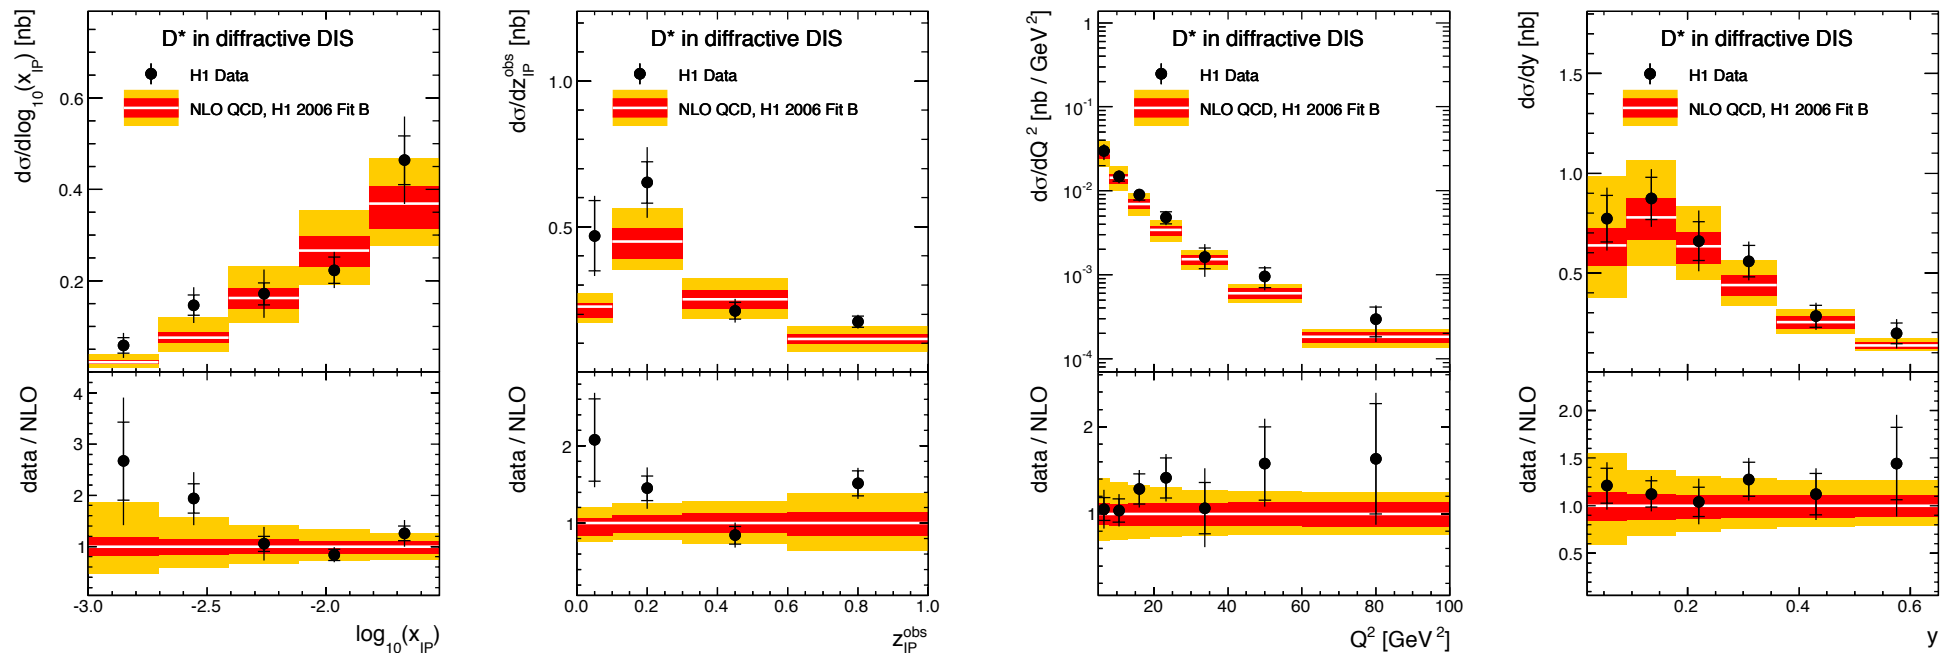 dσ/dlog10(xIP) [nb]
D* in diffractive DIS
H1 Data
NLO QCD, H1 2006 Fit B
0.6
0.4
0.2
data / NLO
4
3
2
1
-3.0 -2.5 -2.0
log10(xIP)
dσ/dzIP^obs [nb]
D* in diffractive DIS
H1 Data
NLO QCD, H1 2006 Fit B
1.0
0.5
data / NLO
2
1
0.0 0.2 0.4 0.6 0.8 1.0
zIP^obs
dσ/dQ² [nb / GeV²]
D* in diffractive DIS
H1 Data
NLO QCD, H1 2006 Fit B
1
10⁻¹
10⁻²
10⁻³
10⁻⁴
data / NLO
2
1
20 40 60 80 100
Q² [GeV²]
dσ/dy [nb]
D* in diffractive DIS
H1 Data
NLO QCD, H1 2006 Fit B
1.5
1.0
0.5
data / NLO
2.0
1.5
1.0
0.5
0.2 0.4 0.6
y